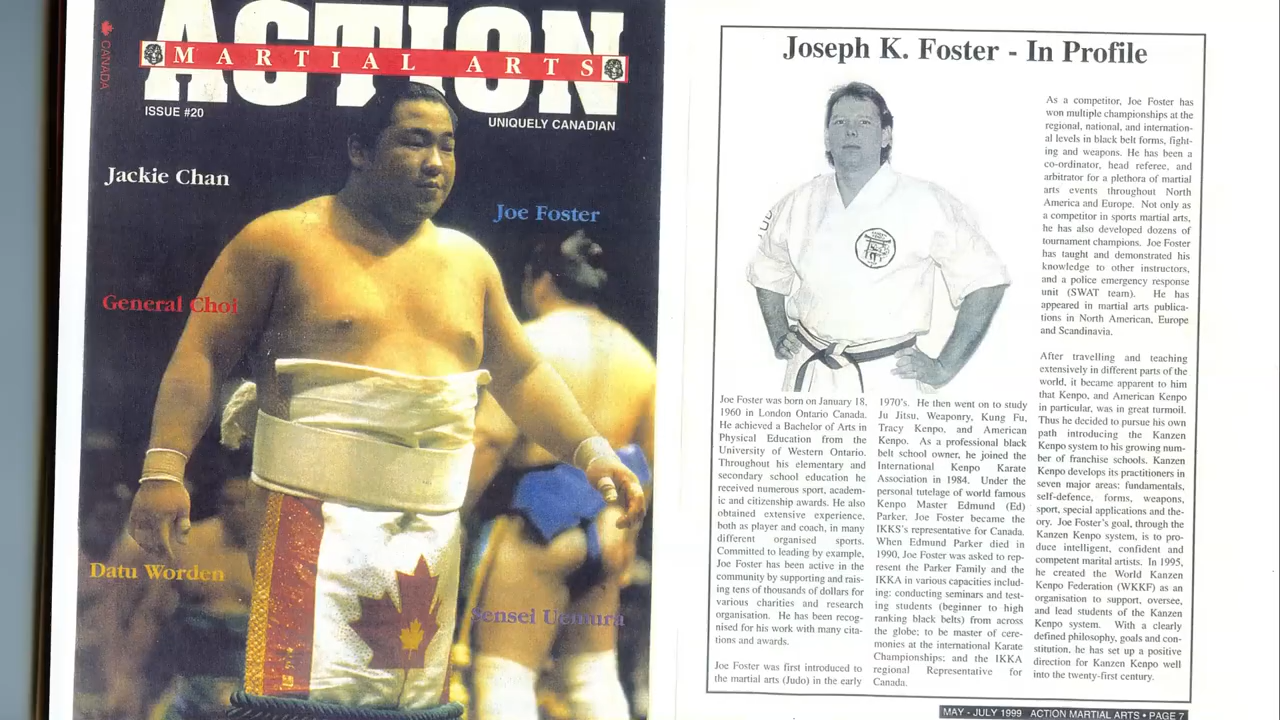 CANADA
ACTION
MARTIAL ARTS
ISSUE #20
UNIQUELY CANADIAN
Jackie Chan
Joe Foster
General Choi
Datu Worden
Sensei Uemura
Joseph K. Foster - In Profile
Joe Foster was born on January 18,
1960 in London Ontario Canada.
He achieved a Bachelor of Arts in
Physical Education from the
University of Western Ontario.
Throughout his elementary and
secondary school education he
received numerous sport, academ-
ic and citizenship awards. He also
obtained extensive experience,
both as player and coach, in many
different organised sports.
Committed to leading by example,
Joe Foster has been active in the
community by supporting and rais-
ing tens of thousands of dollars for
various charities and research
organisation. He has been recog-
nised for his work with many cita-
tions and awards.
Joe Foster was first introduced to
the martial arts (Judo) in the early
1970's. He then went on to study
Ju Jitsu, Weaponry, Kung Fu,
Tracy Kenpo, and American
Kenpo. As a professional black
belt school owner, he joined the
International Kenpo Karate
Association in 1984. Under the
personal tutelage of world famous
Kenpo Master Edmund (Ed)
Parker, Joe Foster became the
IKKS's representative for Canada.
When Edmund Parker died in
1990, Joe Foster was asked to rep-
resent the Parker Family and the
IKKA in various capacities includ-
ing: conducting seminars and test-
ing students (beginner to high
ranking black belts) from across
the globe; to be master of cere-
monies at the international Karate
Championships; and the IKKA
regional Representative for
Canada.
As a competitor, Joe Foster has
won multiple championships at the
regional, national, and internation-
al levels in black belt forms, fight-
ing and weapons. He has been a
co-ordinator, head referee, and
arbitrator for a plethora of martial
arts events throughout North
America and Europe. Not only as
a competitor in sports martial arts,
he has also developed dozens of
tournament champions. Joe Foster
has taught and demonstrated his
knowledge to other instructors,
and a police emergency response
unit (SWAT team). He has
appeared in martial arts publica-
tions in North American, Europe
and Scandinavia.
After travelling and teaching
extensively in different parts of the
world, it became apparent to him
that Kenpo, and American Kenpo
in particular, was in great turmoil.
Thus he decided to pursue his own
path introducing the Kanzen
Kenpo system to his growing num-
ber of franchise schools. Kanzen
Kenpo develops its practitioners in
seven major areas: fundamentals,
self-defence, forms, weapons,
sport, special applications and the-
ory. Joe Foster's goal, through the
Kanzen Kenpo system, is to pro-
duce intelligent, confident and
competent marital artists. In 1995,
he created the World Kanzen
Kenpo Federation (WKKF) as an
organisation to support, oversee,
and lead students of the Kanzen
Kenpo system. With a clearly
defined philosophy, goals and con-
stitution, he has set up a positive
direction for Kanzen Kenpo well
into the twenty-first century.
MAY - JULY 1999 ACTION MARTIAL ARTS • PAGE 7